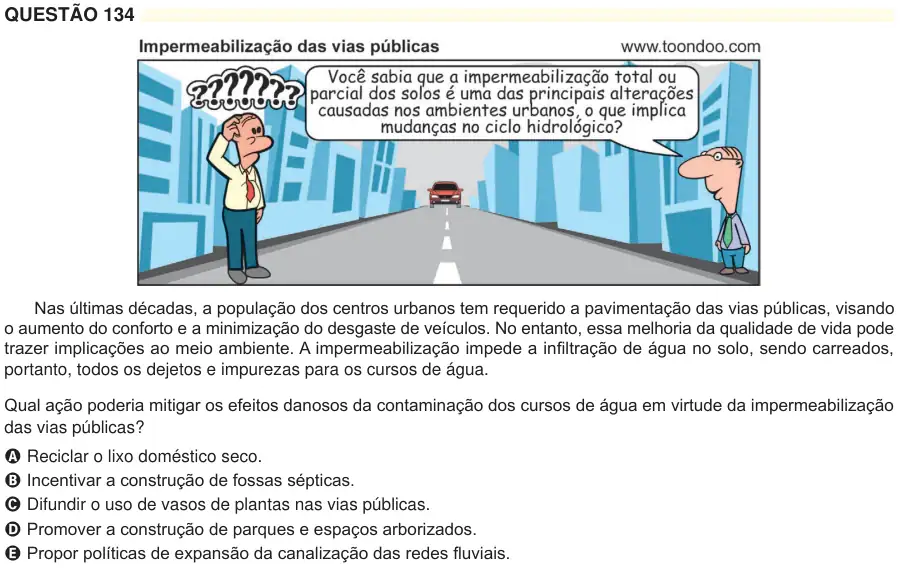 QUESTÃO 134
Impermeabilização das vias públicas www.toondoo.com
???????
Você sabia que a impermeabilização total ou
parcial dos solos é uma das principais alterações
causadas nos ambientes urbanos, o que implica
mudanças no ciclo hidrológico?
Nas últimas décadas, a população dos centros urbanos tem requerido a pavimentação das vias públicas, visando
o aumento do conforto e a minimização do desgaste de veículos. No entanto, essa melhoria da qualidade de vida pode
trazer implicações ao meio ambiente. A impermeabilização impede a infiltração de água no solo, sendo carreados,
portanto, todos os dejetos e impurezas para os cursos de água.
Qual ação poderia mitigar os efeitos danosos da contaminação dos cursos de água em virtude da impermeabilização
das vias públicas?
A Reciclar o lixo doméstico seco.
B Incentivar a construção de fossas sépticas.
C Difundir o uso de vasos de plantas nas vias públicas.
D Promover a construção de parques e espaços arborizados.
E Propor políticas de expansão da canalização das redes fluviais.